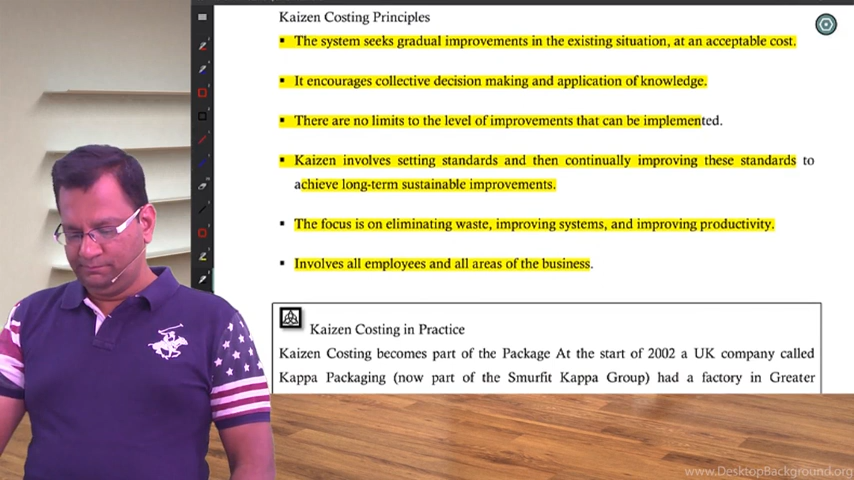 Kaizen Costing Principles
▪ The system seeks gradual improvements in the existing situation, at an acceptable cost.
▪ It encourages collective decision making and application of knowledge.
▪ There are no limits to the level of improvements that can be implemented.
▪ Kaizen involves setting standards and then continually improving these standards to
achieve long-term sustainable improvements.
▪ The focus is on eliminating waste, improving systems, and improving productivity.
▪ Involves all employees and all areas of the business.
Kaizen Costing in Practice
Kaizen Costing becomes part of the Package At the start of 2002 a UK company called
Kappa Packaging (now part of the Smurfit Kappa Group) had a factory in Greater
www.DesktopBackground.org